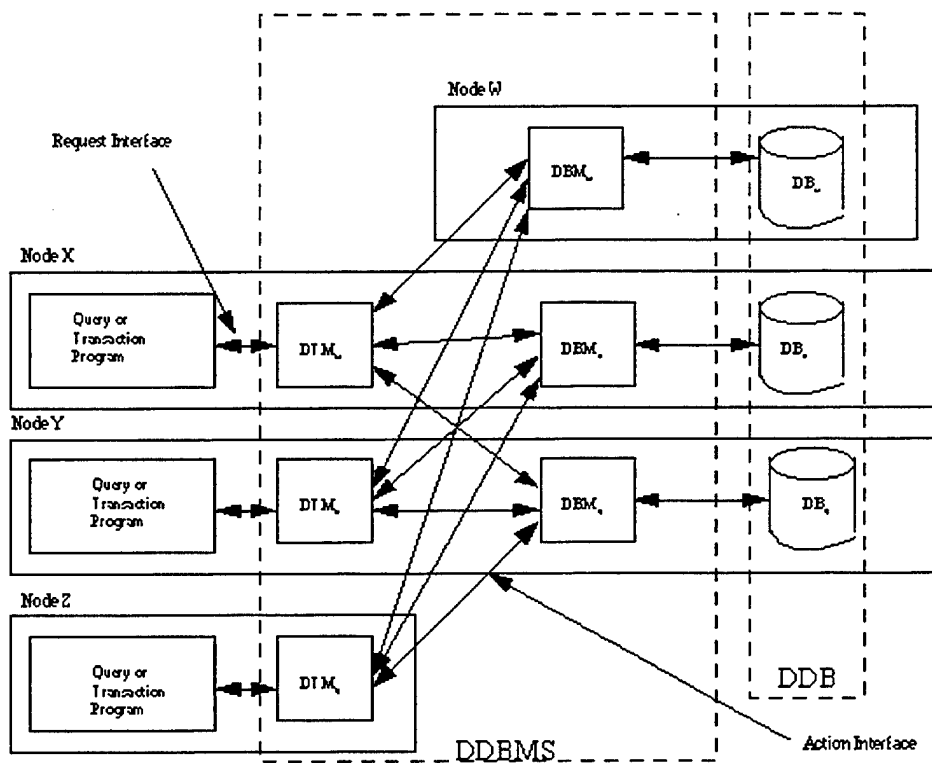 Node W
Request Interface
DBM
DB
Node X
Query or
Transaction
Program
DTM
DBM
DB
Node Y
Query or
Transaction
Program
DTM
DBM
DB
Node Z
Query or
Transaction
Program
DTM
DDB
DDBMS
Action Interface